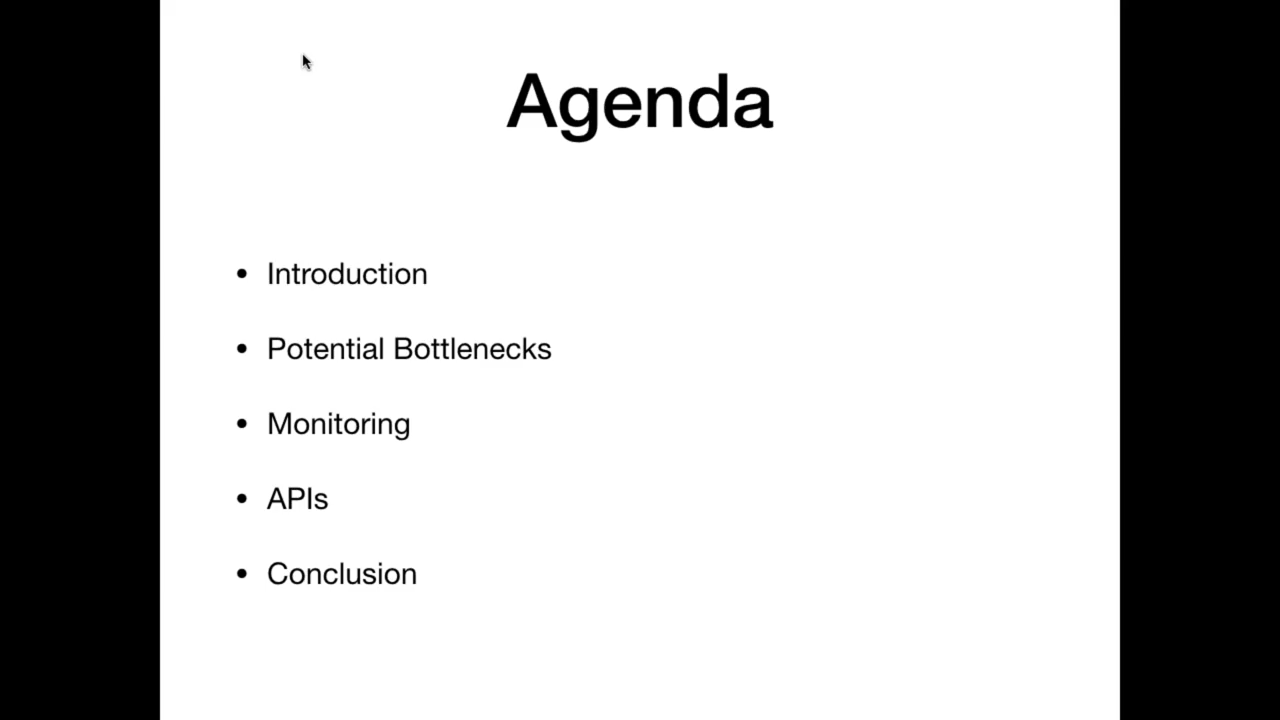 Agenda
• Introduction
• Potential Bottlenecks
• Monitoring
• APIs
• Conclusion